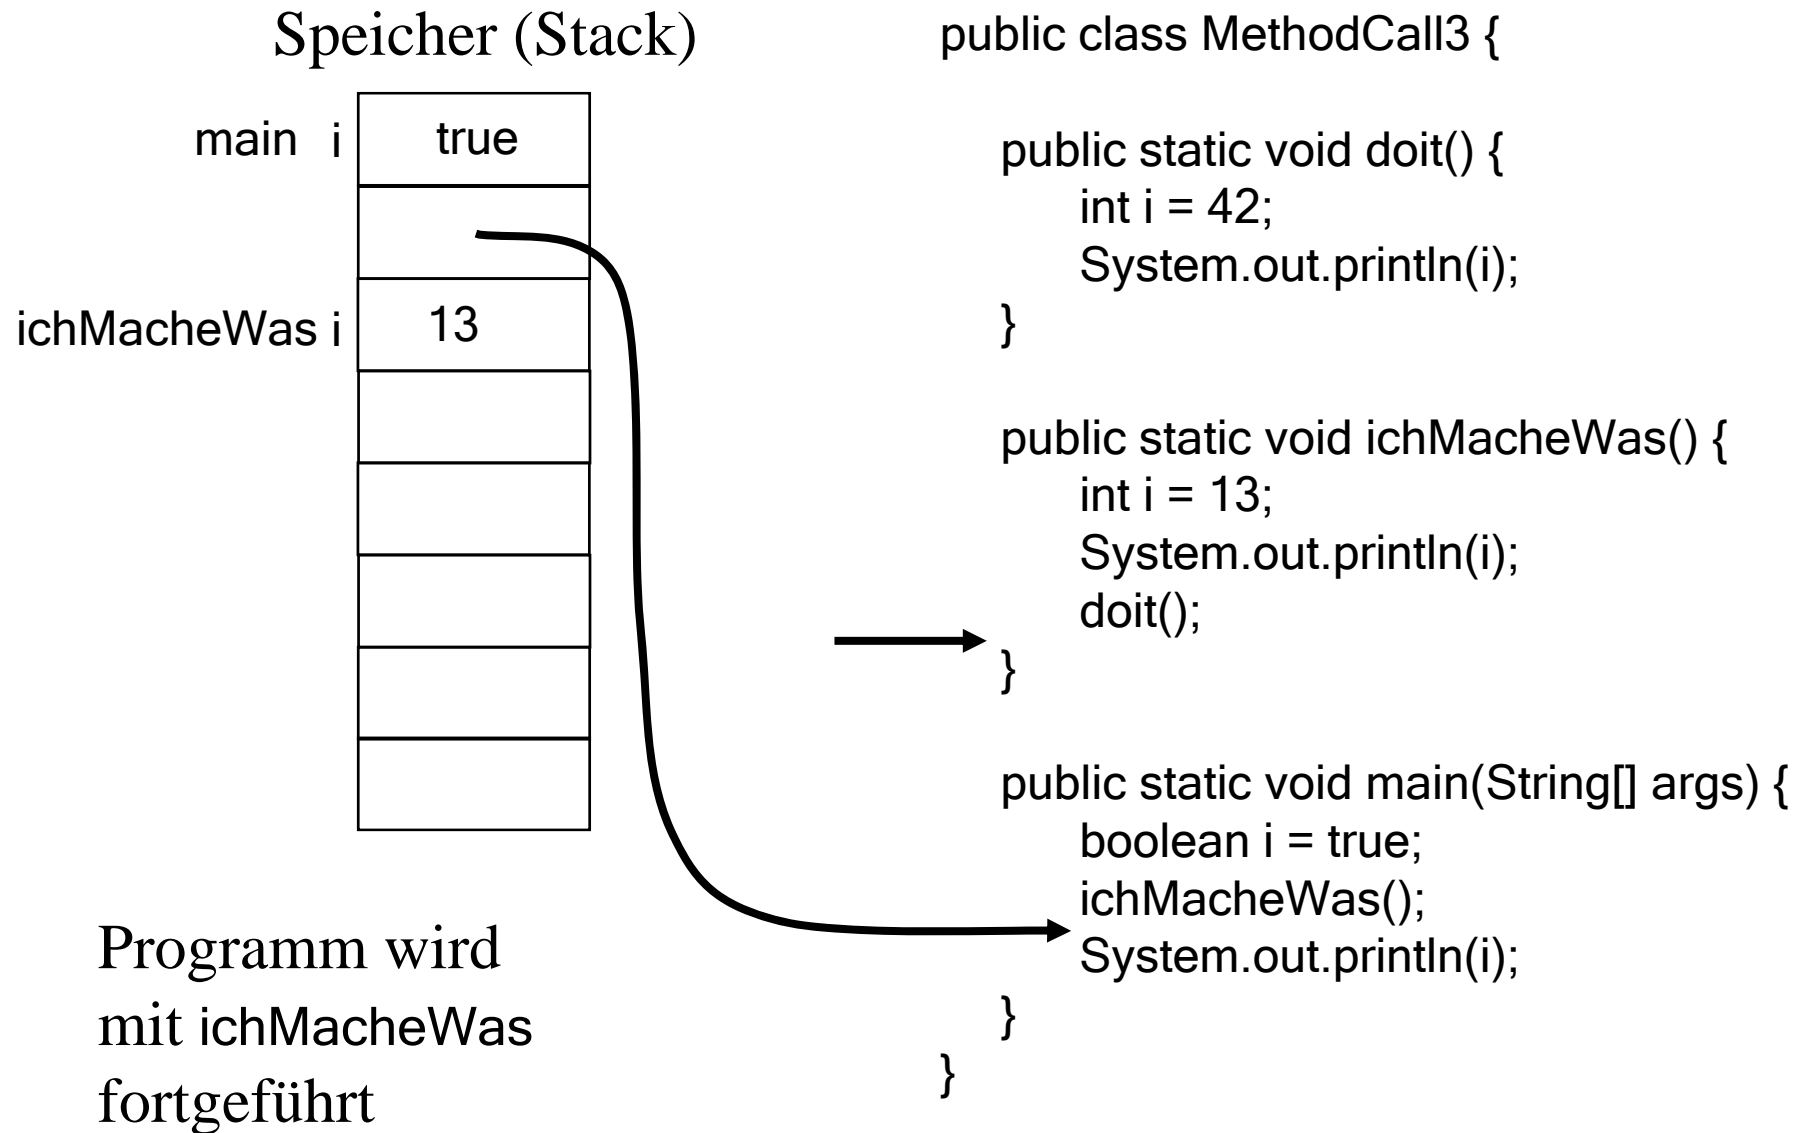 Speicher (Stack)
main i true
ichMacheWas i 13
Programm wird
mit ichMacheWas
fortgeführt
public class MethodCall3 {
public static void doit() {
int i = 42;
System.out.println(i);
}
public static void ichMacheWas() {
int i = 13;
System.out.println(i);
doit();
}
public static void main(String[] args) {
boolean i = true;
ichMacheWas();
System.out.println(i);
}
}